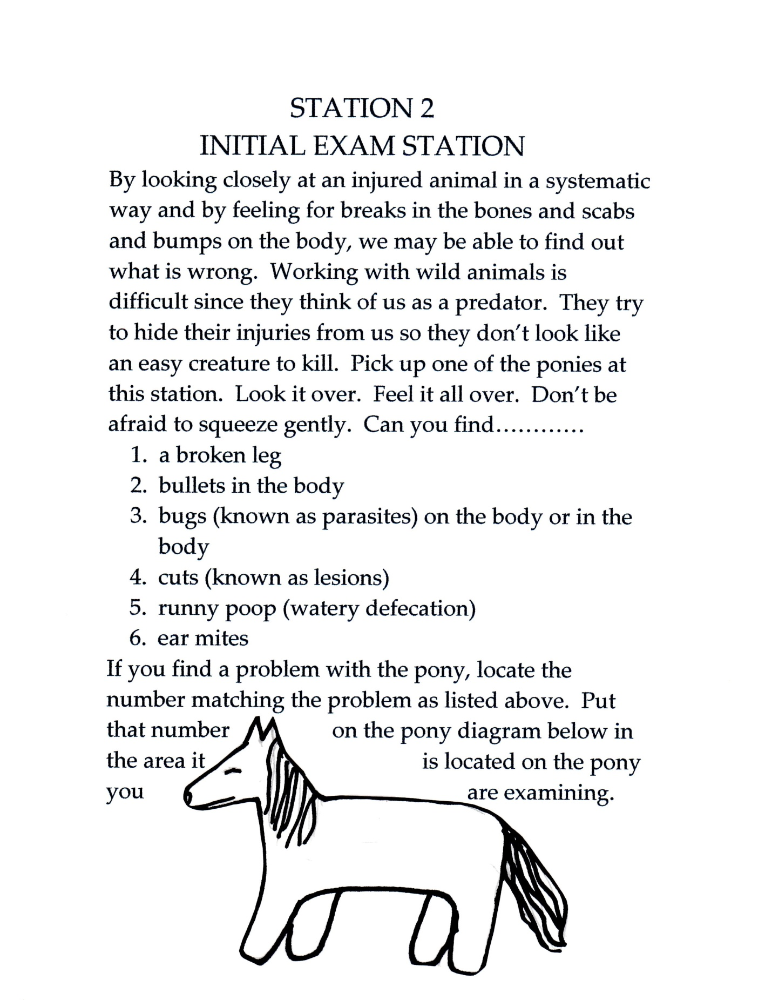 STATION 2
INITIAL EXAM STATION
By looking closely at an injured animal in a systematic
way and by feeling for breaks in the bones and scabs
and bumps on the body, we may be able to find out
what is wrong.  Working with wild animals is
difficult since they think of us as a predator.  They try
to hide their injuries from us so they don't look like
an easy creature to kill.  Pick up one of the ponies at
this station.  Look it over.  Feel it all over.  Don't be
afraid to squeeze gently.  Can you find............
1. a broken leg
2. bullets in the body
3. bugs (known as parasites) on the body or in the
body
4. cuts (known as lesions)
5. runny poop (watery defecation)
6. ear mites
If you find a problem with the pony, locate the
number matching the problem as listed above.  Put
that number on the pony diagram below in
the area it is located on the pony
you are examining.